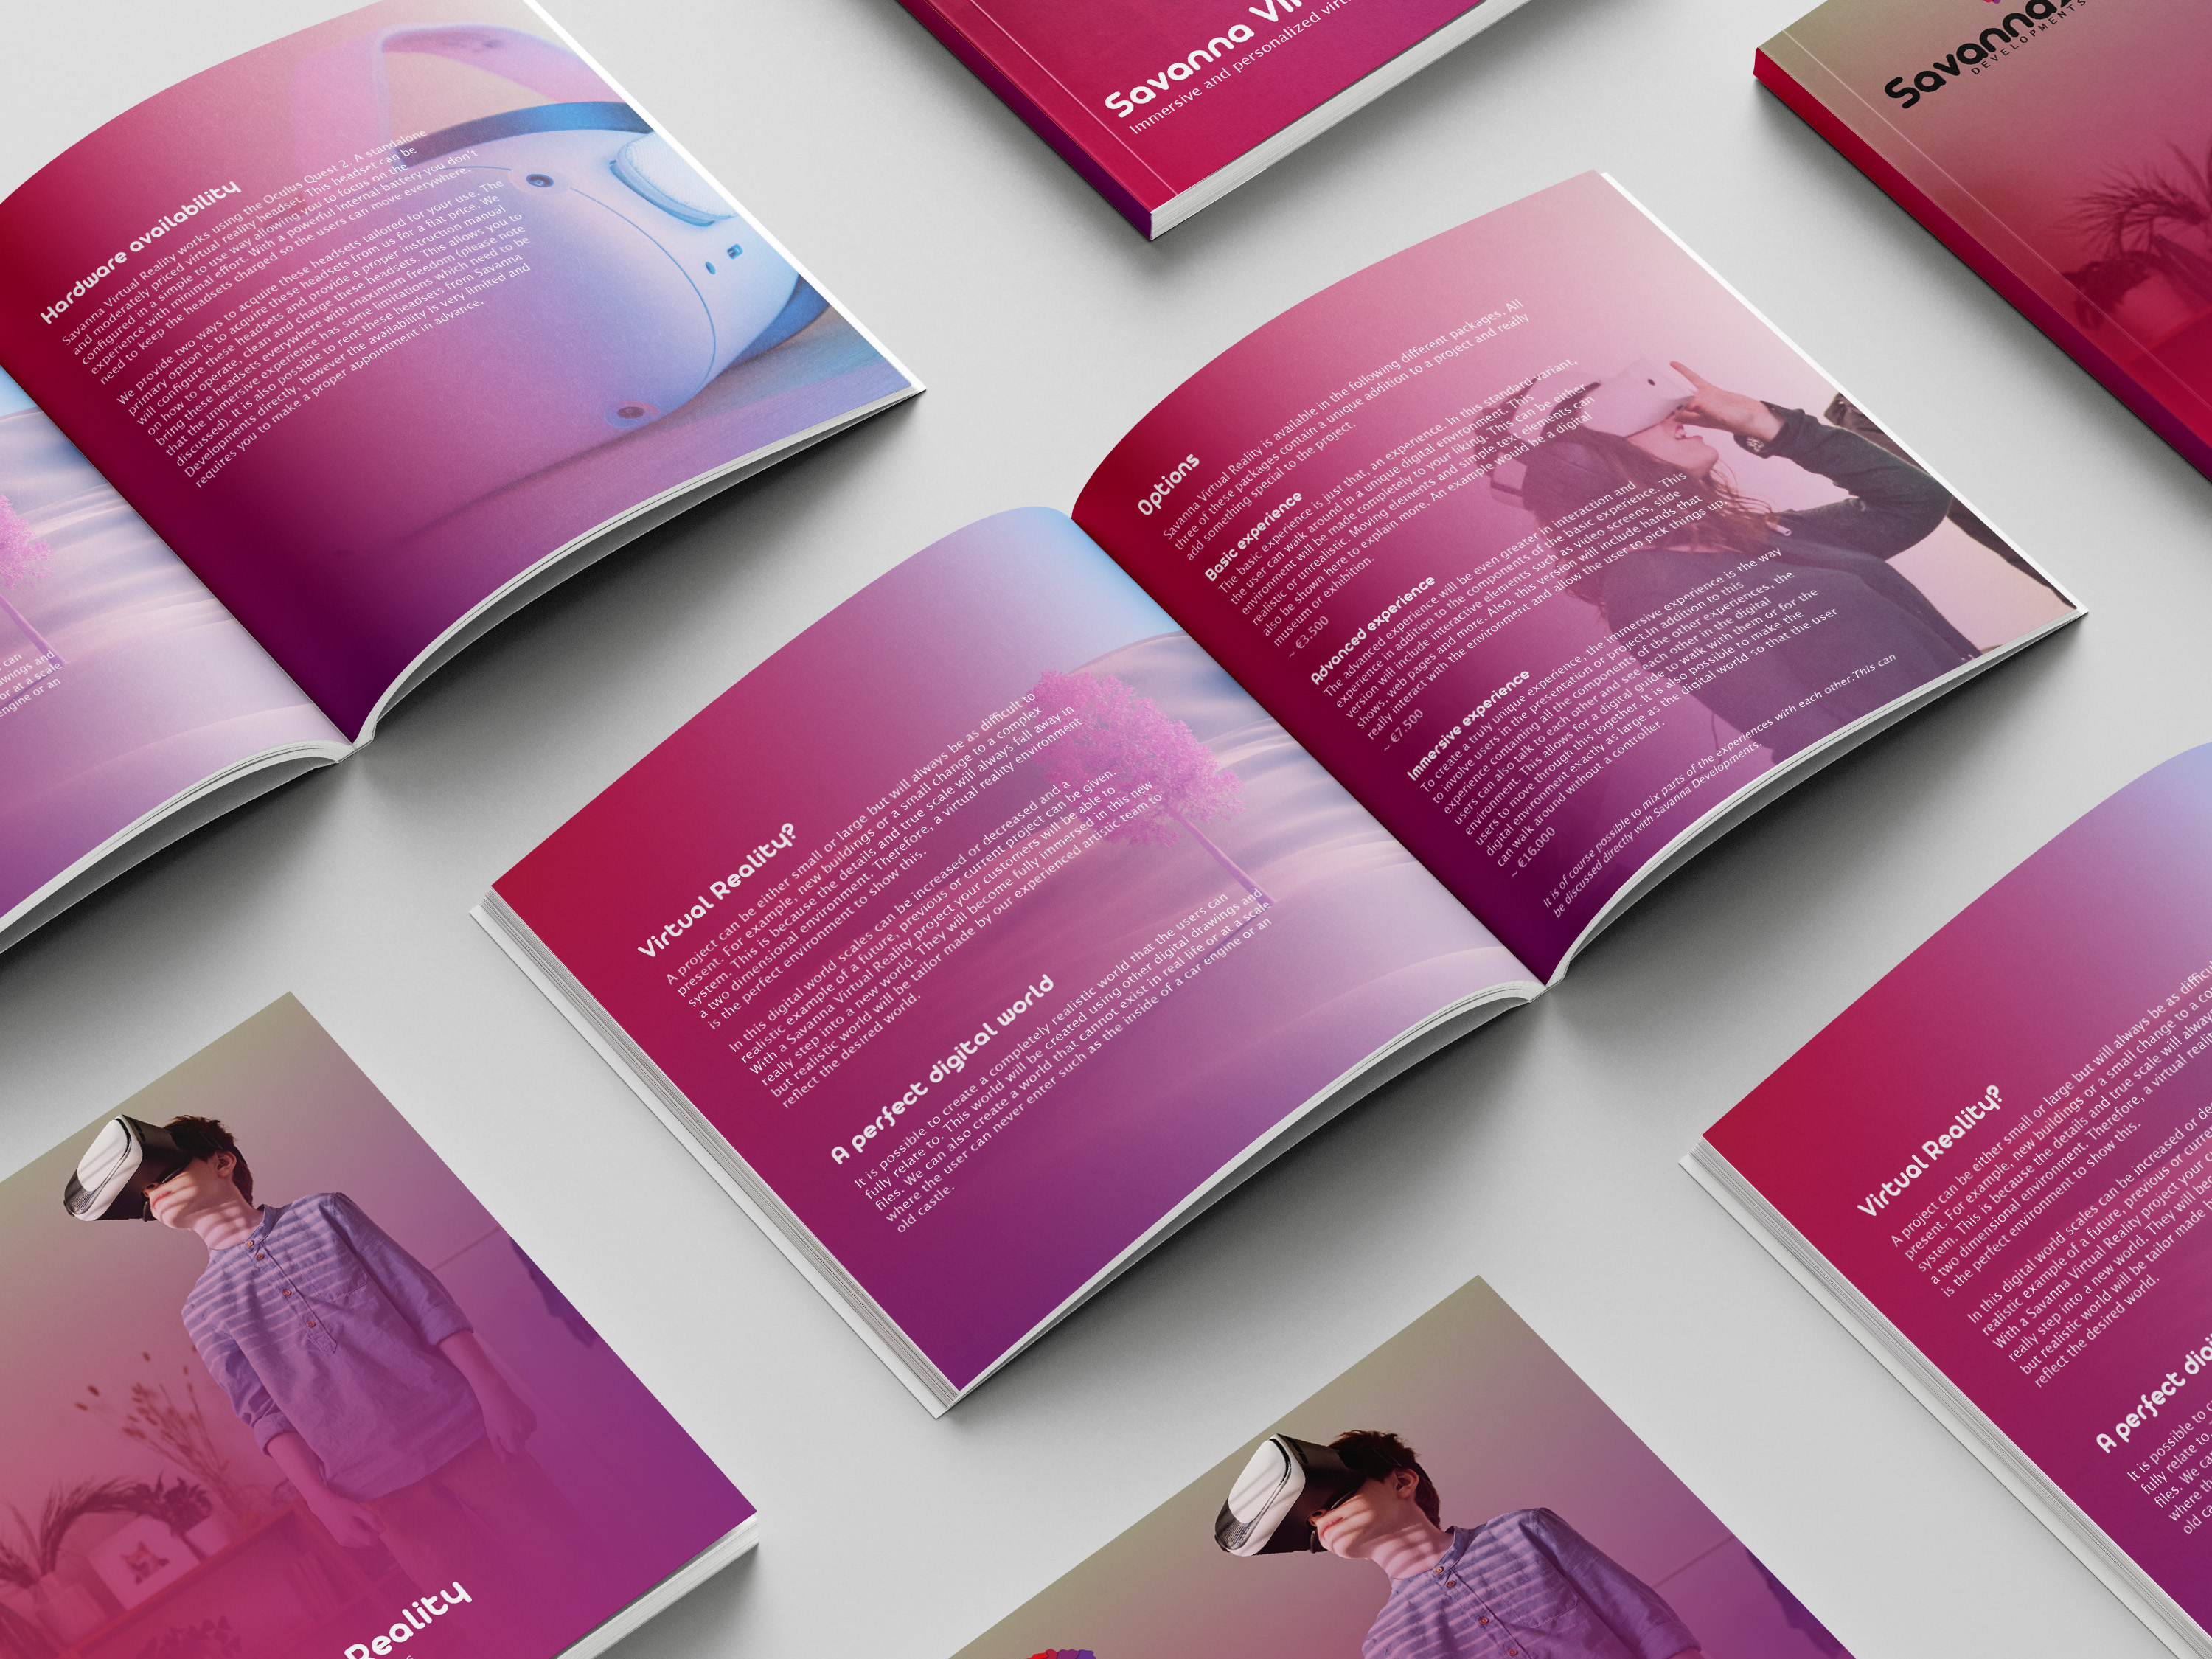 Savanna
Immersive and personalized
Savanna
DEVELOPMENTS
Hardware availability
Savanna Virtual Reality works using the Oculus Quest 2. A standalone
and moderately priced virtual reality headset. This headset can be
configured in a simple to use way allowing you to focus on the
experience with minimal effort. With a powerful internal battery you don't
need to keep the headsets charged so the users can move everywhere.
We provide two ways to acquire these headsets tailored for your use. The
primary option is to acquire these headsets from us for a flat price. We
will configure these headsets and provide a proper instruction manual
on how to operate, clean and charge these headsets. This allows you to
bring these headsets everywhere with maximum freedom (please note
that the immersive experience has some limitations which need to be
discussed). It is also possible to rent these headsets from Savanna
Developments directly, however the availability is very limited and
requires you to make a proper appointment in advance.
can
wings and
or at a scale
engine or an
Virtual Reality?
A project can be either small or large but will always be as difficult to
present. For example, new buildings or a small change to a complex
system. This is because the details and true scale will always fall away in
a two dimensional environment. Therefore, a virtual reality environment
is the perfect environment to show this.
In this digital world scales can be increased or decreased and a
realistic example of a future, previous or current project can be given.
With a Savanna Virtual Reality project your customers will be able to
really step into a new world. They will become fully immersed in this new
but realistic world will be tailor made by our experienced artistic team to
reflect the desired world.
A perfect digital world
It is possible to create a completely realistic world that the users can
fully relate to. This world will be created using other digital drawings and
files. We can also create a world that cannot exist in real life or at a scale
where the user can never enter such as the inside of a car engine or an
old castle.
Options
Savanna Virtual Reality is available in the following different packages. All
three of these packages contain a unique addition to a project and really
add something special to the project.
Basic experience
The basic experience is just that, an experience. In this standard variant,
the user can walk around in a unique digital environment. This
environment will be made completely to your liking. This can be either
realistic or unrealistic. Moving elements and simple text elements can
also be shown here to explain more. An example would be a digital
museum or exhibition.
~ €3.500
Advanced experience
The advanced experience will be even greater in interaction and
experience in addition to the components of the basic experience. This
version will include interactive elements such as video screens, slide
shows, web pages and more. Also, this version will include hands that
really interact with the environment and allow the user to pick things up.
~ €7.500
Immersive experience
To create a truly unique experience, the immersive experience is the way
to involve users in the presentation or project.In addition to this
experience containing all the components of the other experiences, the
users can also talk to each other and see each other in the digital
environment. This allows for a digital guide to walk with them for the
users to move through this together. It is also possible to make the
digital environment exactly as large as the digital world so that the user
can walk around without a controller.
~ €16.000
It is of course possible to mix parts of the experiences with each other.This can
be discussed directly with Savanna Developments.
Virtual Reality?
A project can be either small or large but will always be as
present. For example, new buildings or a small change to a
system. This is because the details and true scale will
a two dimensional environment. Therefore, a virtual
is the perfect environment to show this.
In this digital world scales can be increased or
realistic example of a future, previous or
With a Savanna Virtual Reality project your
really step into a new world. They will
but realistic world will be tailor made
reflect the desired world.
A perfect
It is possible to
fully relate to.
files. We
where
old
Reality